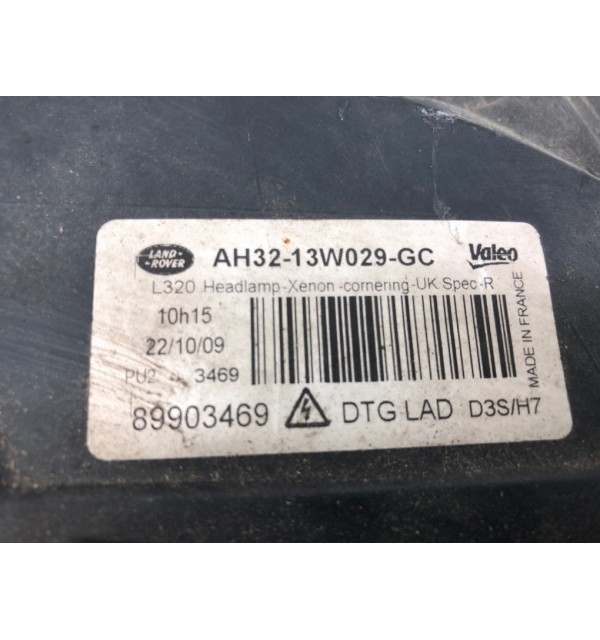 LAND-
-ROVER
AH32-13W029-GC
Valeo
L320 Headlamp-Xenon -cornering-UK Spec-R
10h15
22/10/09
PU2 3469
MADE IN FRANCE
89903469 DTG LAD D3S/H7